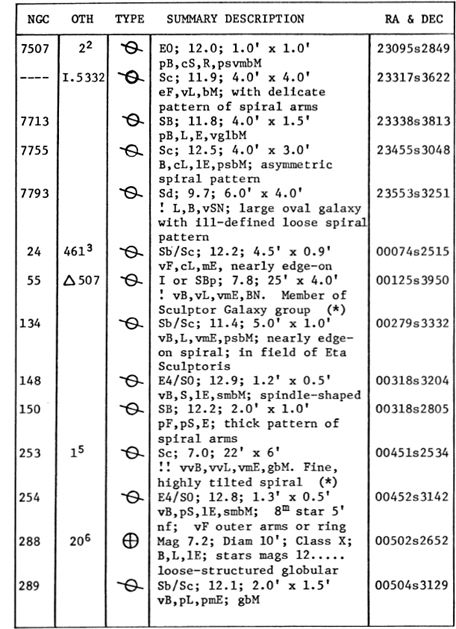 NGC OTH TYPE SUMMARY DESCRIPTION RA & DEC
7507 2² E0; 12.0; 1.0' x 1.0' 23095s2849
pB,cS,R,psvmbM
---- I.5332 Sc; 11.9; 4.0' x 4.0' 23317s3622
eF,vL,bM; with delicate
pattern of spiral arms
7713 SB; 11.8; 4.0' x 1.5' 23338s3813
pB,L,E,vglbM
7755 Sc; 12.5; 4.0' x 3.0' 23455s3048
B,cL,lE,psbM; asymmetric
spiral pattern
7793 Sd; 9.7; 6.0' x 4.0' 23553s3251
! L,B,vSN; large oval galaxy
with ill-defined loose spiral
pattern
24 461³ Sb/Sc; 12.2; 4.5' x 0.9' 00074s2515
vF,cL,mE, nearly edge-on
55 △507 I or SBp; 7.8; 25' x 4.0' 00125s3950
! vB,vL,vmE,BN. Member of
Sculptor Galaxy group (*)
134 Sb/Sc; 11.4; 5.0' x 1.0' 00279s3332
vB,L,vmE,psbM; nearly edge-
on spiral; in field of Eta
Sculptoris
148 E4/S0; 12.9; 1.2' x 0.5' 00318s3204
vB,S,lE,smbM; spindle-shaped
150 SB; 12.2; 2.0' x 1.0' 00318s2805
pF,pS,E; thick pattern of
spiral arms
253 1⁵ Sc; 7.0; 22' x 6' 00451s2534
!! vvB,vvL,vmE,gbM. Fine,
highly tilted spiral (*)
254 E4/S0; 12.8; 1.3' x 0.5' 00452s3142
vB,pS,lE,smbM; 8ᵐ star 5'
nf; vF outer arms or ring
288 20⁶ ⊕ Mag 7.2; Diam 10'; Class X; 00502s2652
B,L,lE; stars mags 12.....
loose-structured globular
289 Sb/Sc; 12.1; 2.0' x 1.5' 00504s3129
vB,pL,pmE; gbM